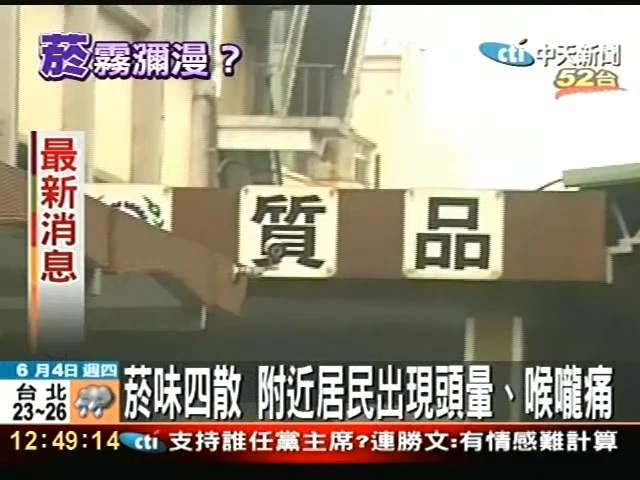 菸霧瀰漫？
cti 中天新聞
52台
最新消息
質 品
6月4日 週四
台北
23~26
菸味四散 附近居民出現頭暈、喉嚨痛
12:49:14 cti 支持誰任黨主席?連勝文:有情感難計算